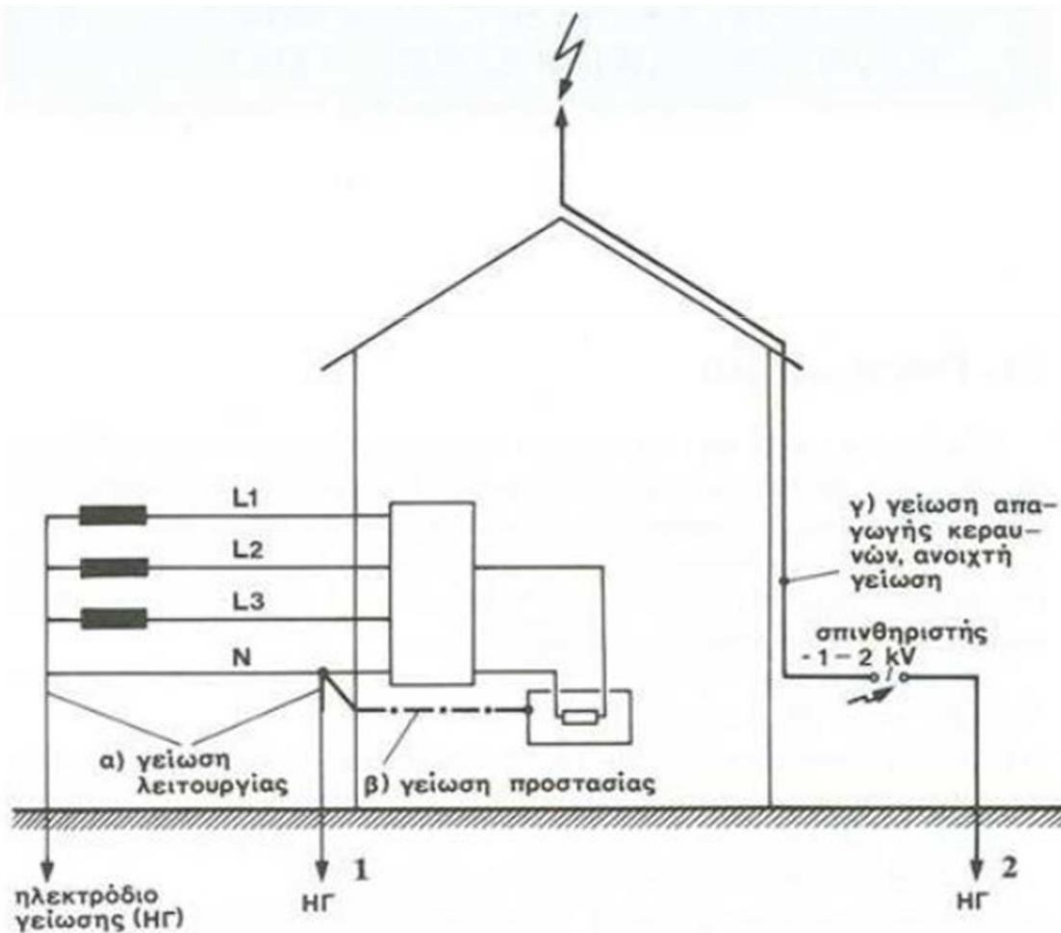 L1
L2
L3
N
α) γείωση
λειτουργίας
β) γείωση προστασίας
γ) γείωση απα-
γωγής κεραυ-
νών, ανοιχτή
γείωση
σπινθηριστής
-1–2 kV
ηλεκτρόδιο
γείωσης (ΗΓ)
1
ΗΓ
2
ΗΓ